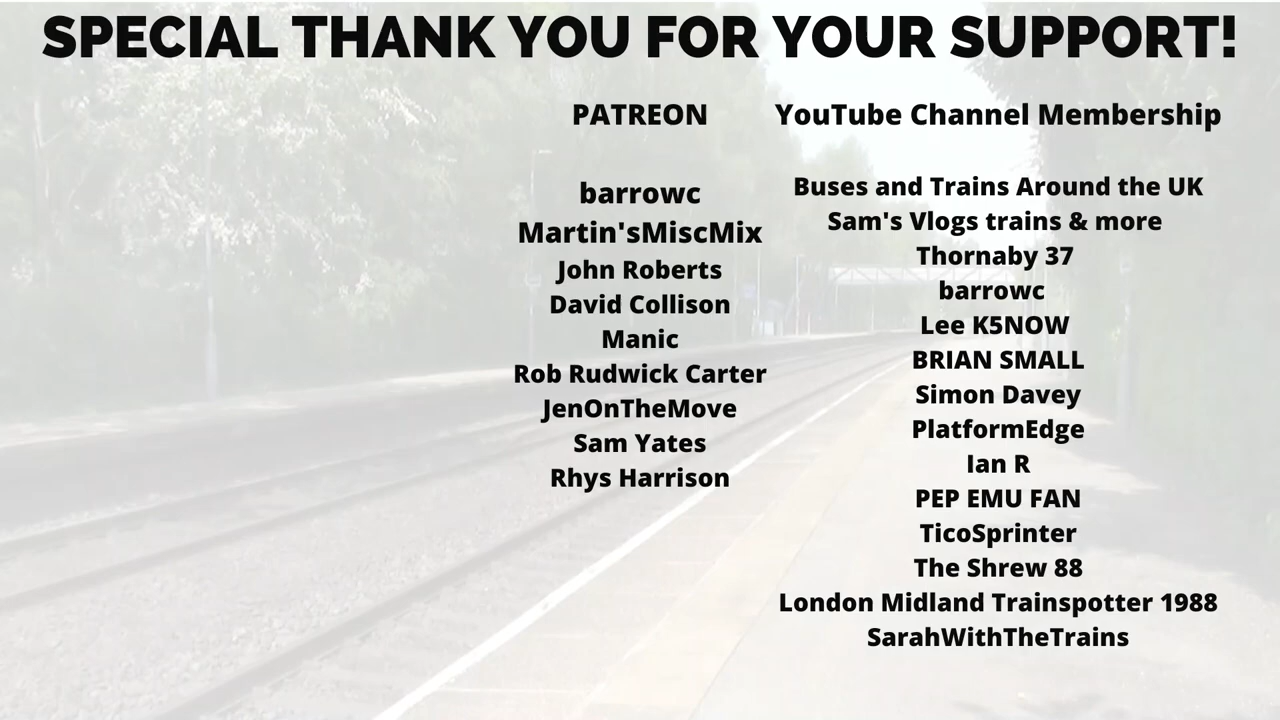 SPECIAL THANK YOU FOR YOUR SUPPORT!
PATREON
barrowc
Martin'sMiscMix
John Roberts
David Collison
Manic
Rob Rudwick Carter
JenOnTheMove
Sam Yates
Rhys Harrison
YouTube Channel Membership
Buses and Trains Around the UK
Sam's Vlogs trains & more
Thornaby 37
barrowc
Lee K5NOW
BRIAN SMALL
Simon Davey
PlatformEdge
Ian R
PEP EMU FAN
TicoSprinter
The Shrew 88
London Midland Trainspotter 1988
SarahWithTheTrains